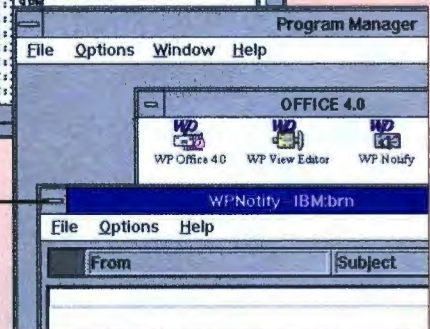 Program Manager
File Options Window Help
OFFICE 4.0
WP WP WP
WP Office 4.0 WP View Editor WP Notify
WPNotify - IBM:brn
File Options Help
From Subject